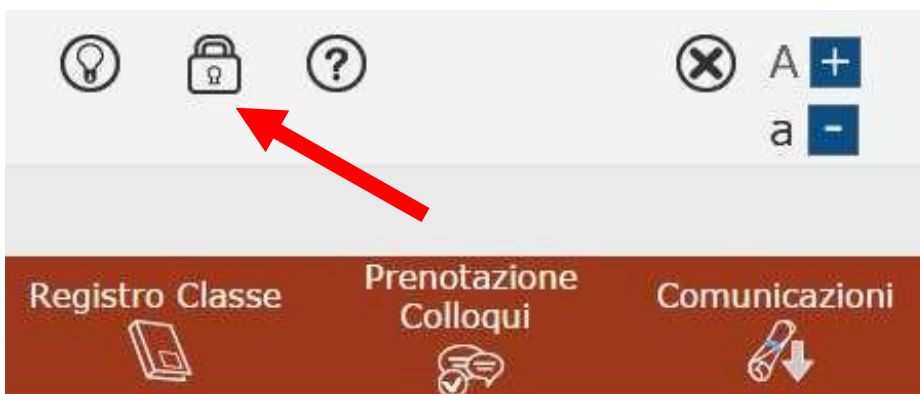 ?
A +
a -
Registro Classe
Prenotazione
Colloqui
Comunicazioni